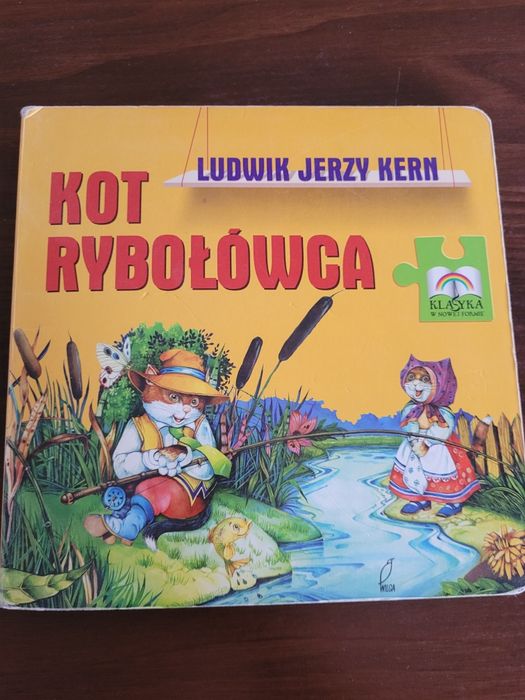 LUDWIK JERZY KERN
KOT
RYBOŁÓWCA
KLASYKA
W NOWEJ FORMIE
WILGA